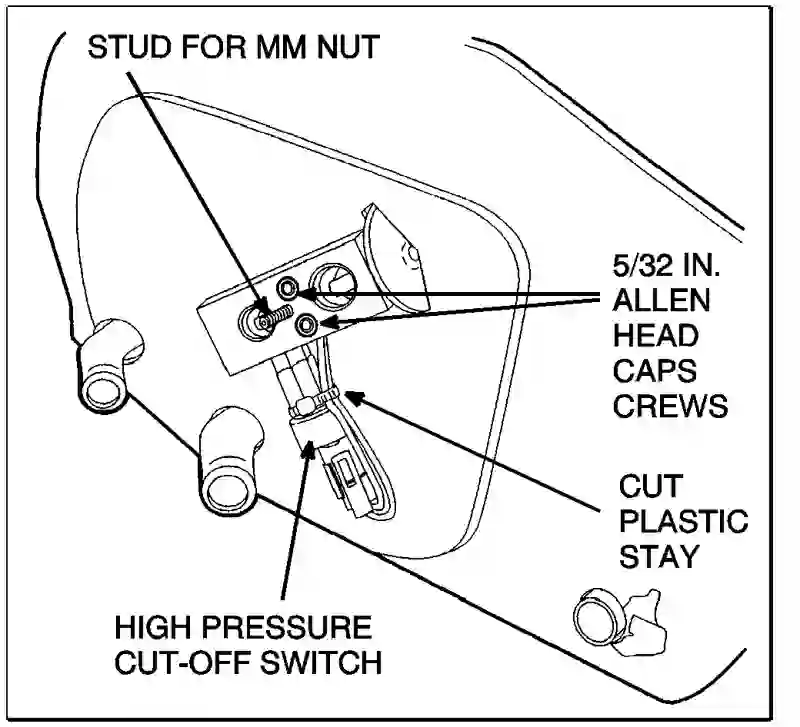 STUD FOR MM NUT
5/32 IN.
ALLEN
HEAD
CAPS
CREWS
CUT
PLASTIC
STAY
HIGH PRESSURE
CUT-OFF SWITCH